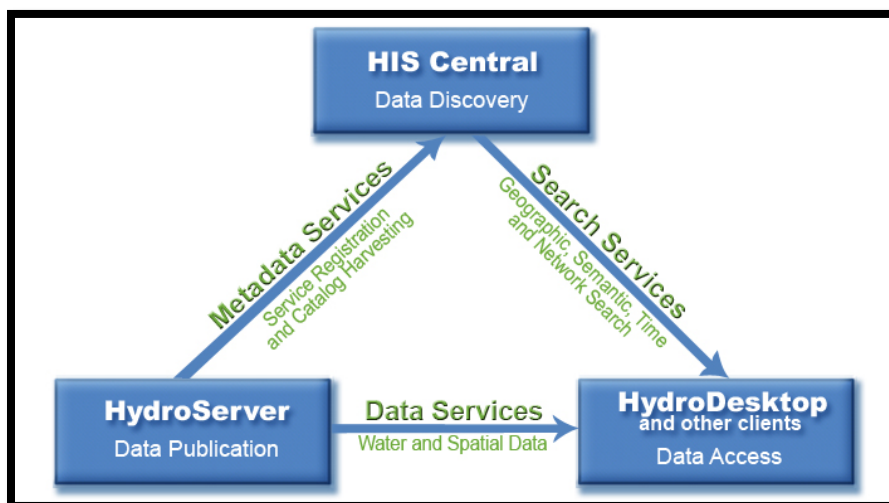 HIS Central
Data Discovery
Metadata Services
Service Registration
and Catalog Harvesting
Search Services
Geographic, Semantic, Time
and Network Search
HydroServer
Data Publication
Data Services
Water and Spatial Data
HydroDesktop
and other clients
Data Access